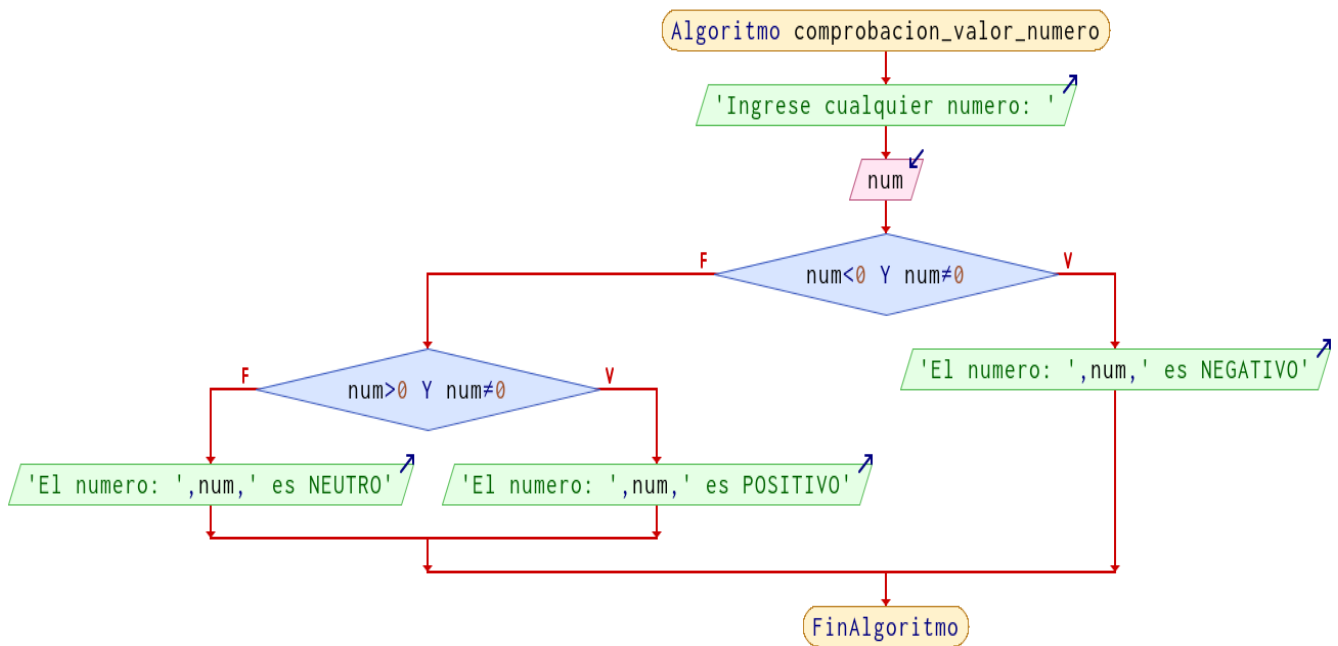 Algoritmo comprobacion_valor_numero
'Ingrese cualquier numero: '
num
F
num<0 Y num≠0
V
'El numero: ',num,' es NEGATIVO'
F
num>0 Y num≠0
V
'El numero: ',num,' es NEUTRO'
'El numero: ',num,' es POSITIVO'
FinAlgoritmo